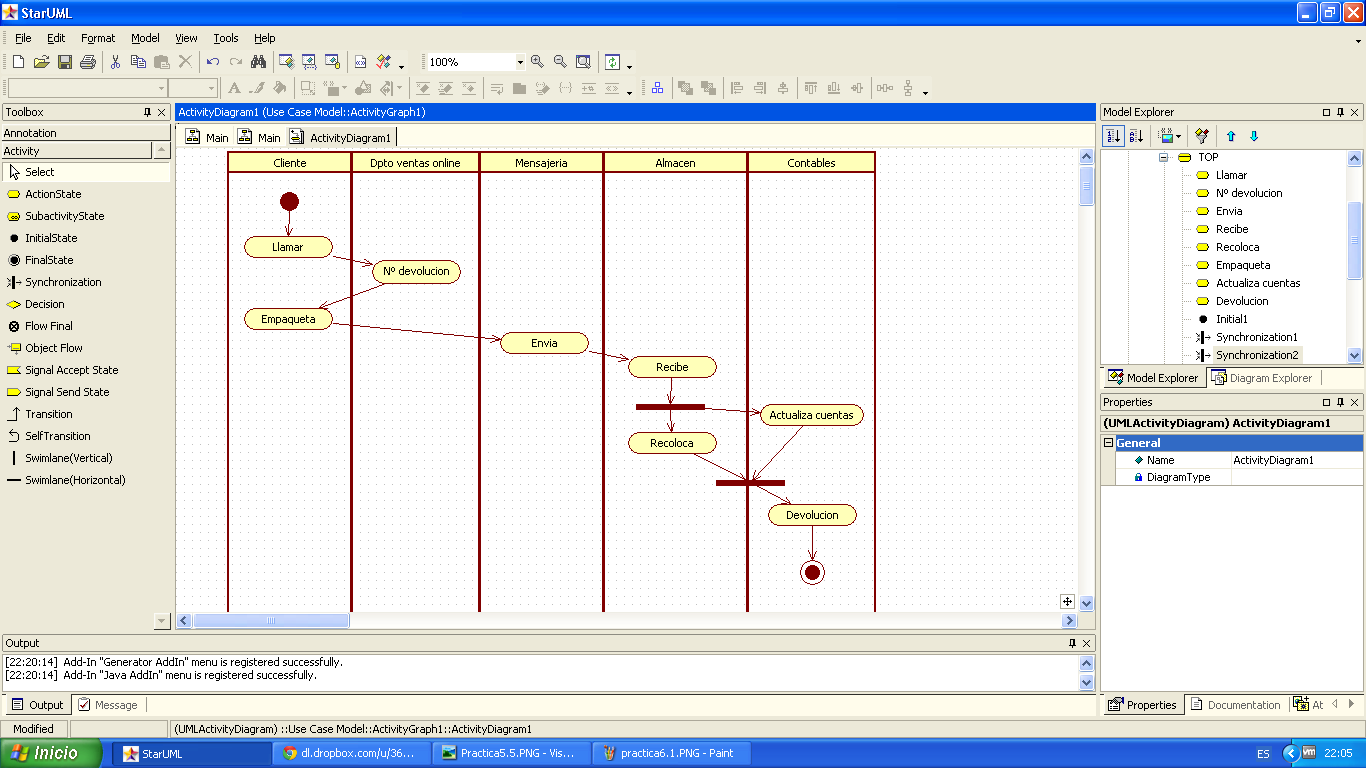 StarUML
File Edit Format Model View Tools Help
100%
Toolbox
Annotation
Activity
Select
ActionState
SubactivityState
InitialState
FinalState
Synchronization
Decision
Flow Final
Object Flow
Signal Accept State
Signal Send State
Transition
SelfTransition
Swimlane(Vertical)
Swimlane(Horizontal)
ActivityDiagram1 (Use Case Model::ActivityGraph1)
Main Main ActivityDiagram1
Cliente Dpto ventas online Mensajeria Almacen Contables
Llamar
Nº devolucion
Empaqueta
Envia
Recibe
Actualiza cuentas
Recoloca
Devolucion
Model Explorer
TOP
Llamar
Nº devolucion
Envia
Recibe
Recoloca
Empaqueta
Actualiza cuentas
Devolucion
Initial1
Synchronization1
Synchronization2
Model Explorer Diagram Explorer
Properties
(UMLActivityDiagram) ActivityDiagram1
General
Name ActivityDiagram1
DiagramType
Properties Documentation At
Output
[22:20:14] Add-In "Generator AddIn" menu is registered successfully.
[22:20:14] Add-In "Java AddIn" menu is registered successfully.
Output Message
Modified (UMLActivityDiagram) ::Use Case Model::ActivityGraph1::ActivityDiagram1
Inicio StarUML dl.dropbox.com/u/36... Practica5.5.PNG - Vis... practica6.1.PNG - Paint ES vm 22:05